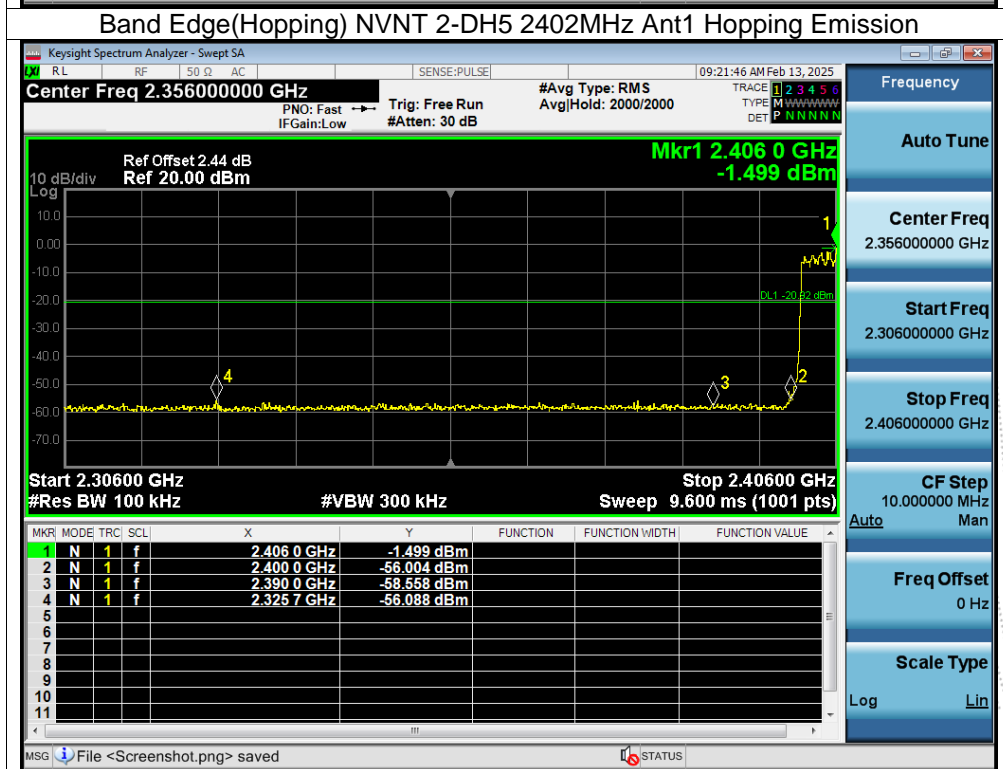 Band Edge(Hopping) NVNT 2-DH5 2402MHz Ant1 Hopping Emission
Keysight Spectrum Analyzer - Swept SA
LXI RL RF 50 Ω AC SENSE:PULSE 09:21:46 AM Feb 13, 2025
Center Freq 2.356000000 GHz #Avg Type: RMS TRACE 1 2 3 4 5 6
PNO: Fast Trig: Free Run Avg|Hold: 2000/2000 TYPE M WWWWW
IFGain:Low #Atten: 30 dB DET P N N N N N
Mkr1 2.406 0 GHz
-1.499 dBm
Ref Offset 2.44 dB
10 dB/div Ref 20.00 dBm
Log
10.0
1
0.00
-10.0
-20.0 DL1 -20.92 dBm
-30.0
-40.0
-50.0 4 3 2
-60.0
-70.0
Start 2.30600 GHz Stop 2.40600 GHz
#Res BW 100 kHz #VBW 300 kHz Sweep 9.600 ms (1001 pts)
MKR MODE TRC SCL X Y FUNCTION FUNCTION WIDTH FUNCTION VALUE
1 N 1 f 2.406 0 GHz -1.499 dBm
2 N 1 f 2.400 0 GHz -56.004 dBm
3 N 1 f 2.390 0 GHz -58.558 dBm
4 N 1 f 2.325 7 GHz -56.088 dBm
5
6
7
8
9
10
11
MSG File <Screenshot.png> saved STATUS
Frequency
Auto Tune
Center Freq
2.356000000 GHz
Start Freq
2.306000000 GHz
Stop Freq
2.406000000 GHz
CF Step
10.000000 MHz
Auto Man
Freq Offset
0 Hz
Scale Type
Log Lin